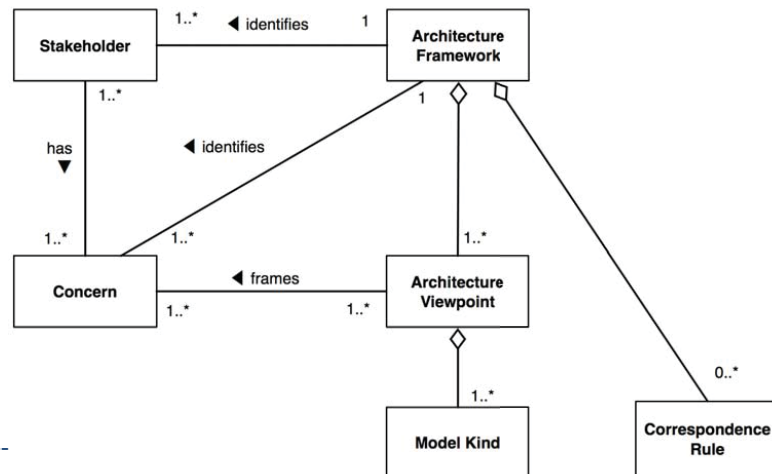 1..*
◄ identifies
1
Stakeholder
Architecture
Framework
1..*
1
has
▼
◄ identifies
1..*
1..*
1..*
Concern
◄ frames
Architecture
Viewpoint
1..*
1..*
0..*
1..*
Model Kind
Correspondence
Rule